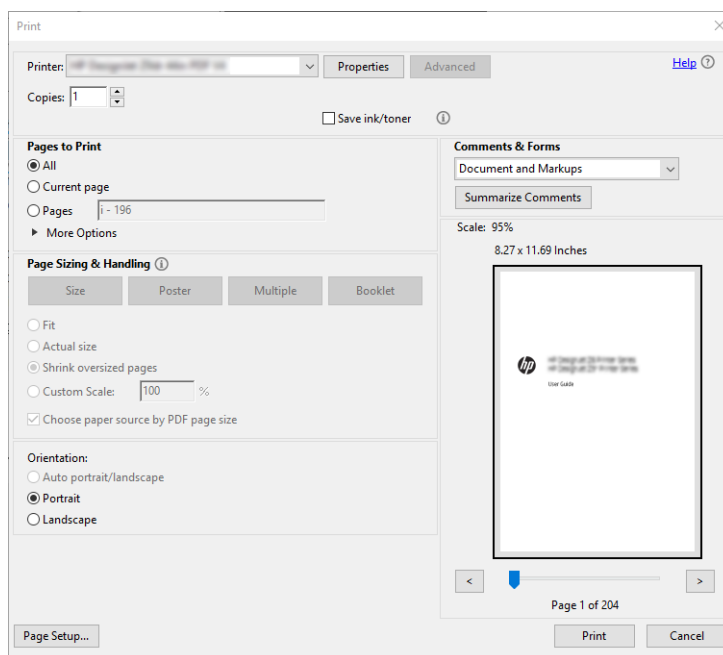 Print
Printer: Properties Advanced Help
Copies: 1
Save ink/toner
Pages to Print
All
Current page
Pages i - 196
More Options
Comments & Forms
Document and Markups
Summarize Comments
Page Sizing & Handling
Size Poster Multiple Booklet
Fit
Actual size
Shrink oversized pages
Custom Scale: 100 %
Choose paper source by PDF page size
Orientation:
Auto portrait/landscape
Portrait
Landscape
Scale: 95%
8.27 x 11.69 Inches
hp
User Guide
< >
Page 1 of 204
Page Setup... Print Cancel